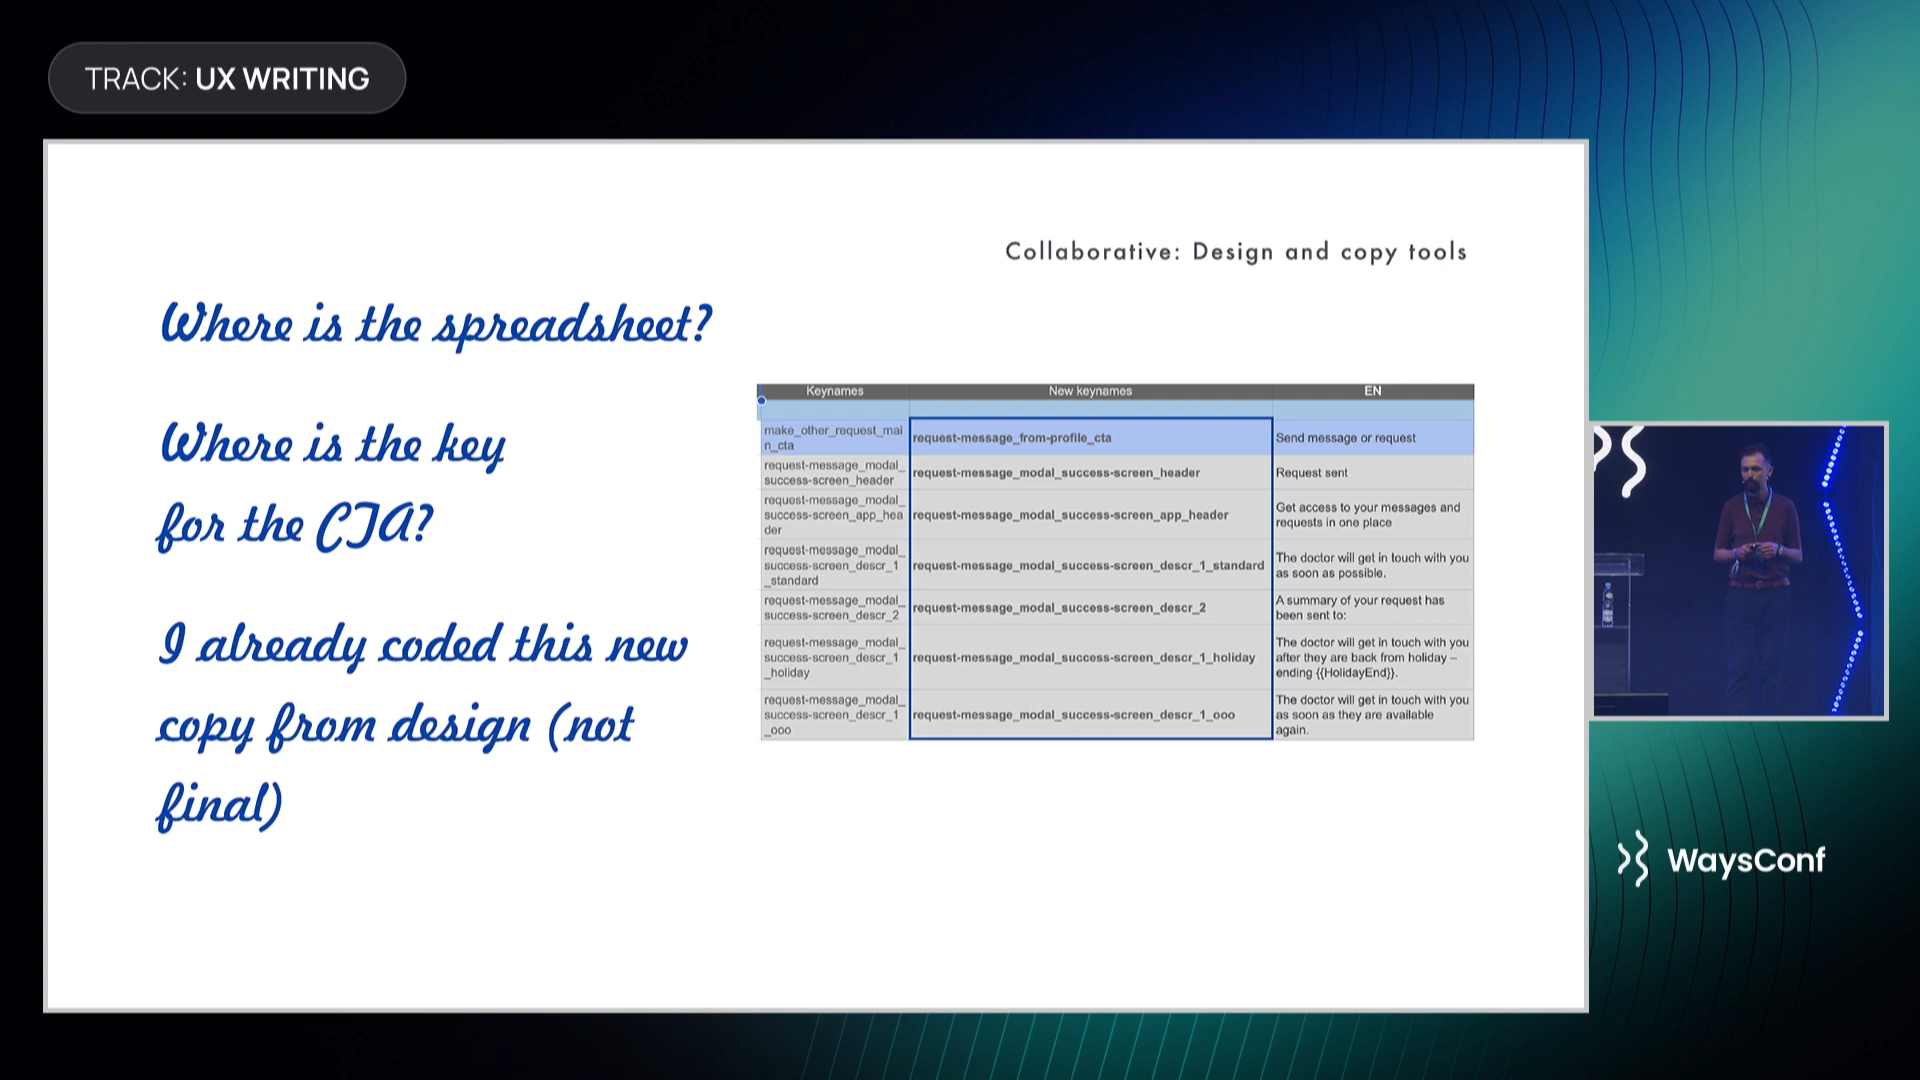 TRACK: UX WRITING
Collaborative: Design and copy tools
Where is the spreadsheet?
Where is the key
for the CTA?
I already coded this new
copy from design (not
final)
Keynames New keynames EN
make_other_request_mai
n_cta
request-message_from-profile_cta
Send message or request
request-message_modal_
success-screen_header
request-message_modal_success-screen_header
Request sent
request-message_modal_
success-screen_app_hea
der
request-message_modal_success-screen_app_header
Get access to your messages and
requests in one place
request-message_modal_
success-screen_descr_1
_standard
request-message_modal_success-screen_descr_1_standard
The doctor will get in touch with you
as soon as possible.
request-message_modal_
success-screen_descr_2
request-message_modal_success-screen_descr_2
A summary of your request has
been sent to:
request-message_modal_
success-screen_descr_1
_holiday
request-message_modal_success-screen_descr_1_holiday
The doctor will get in touch with you
after they are back from holiday –
ending {{HolidayEnd}}.
request-message_modal_
success-screen_descr_1
_ooo
request-message_modal_success-screen_descr_1_ooo
The doctor will get in touch with you
as soon as they are available
again.
WaysConf